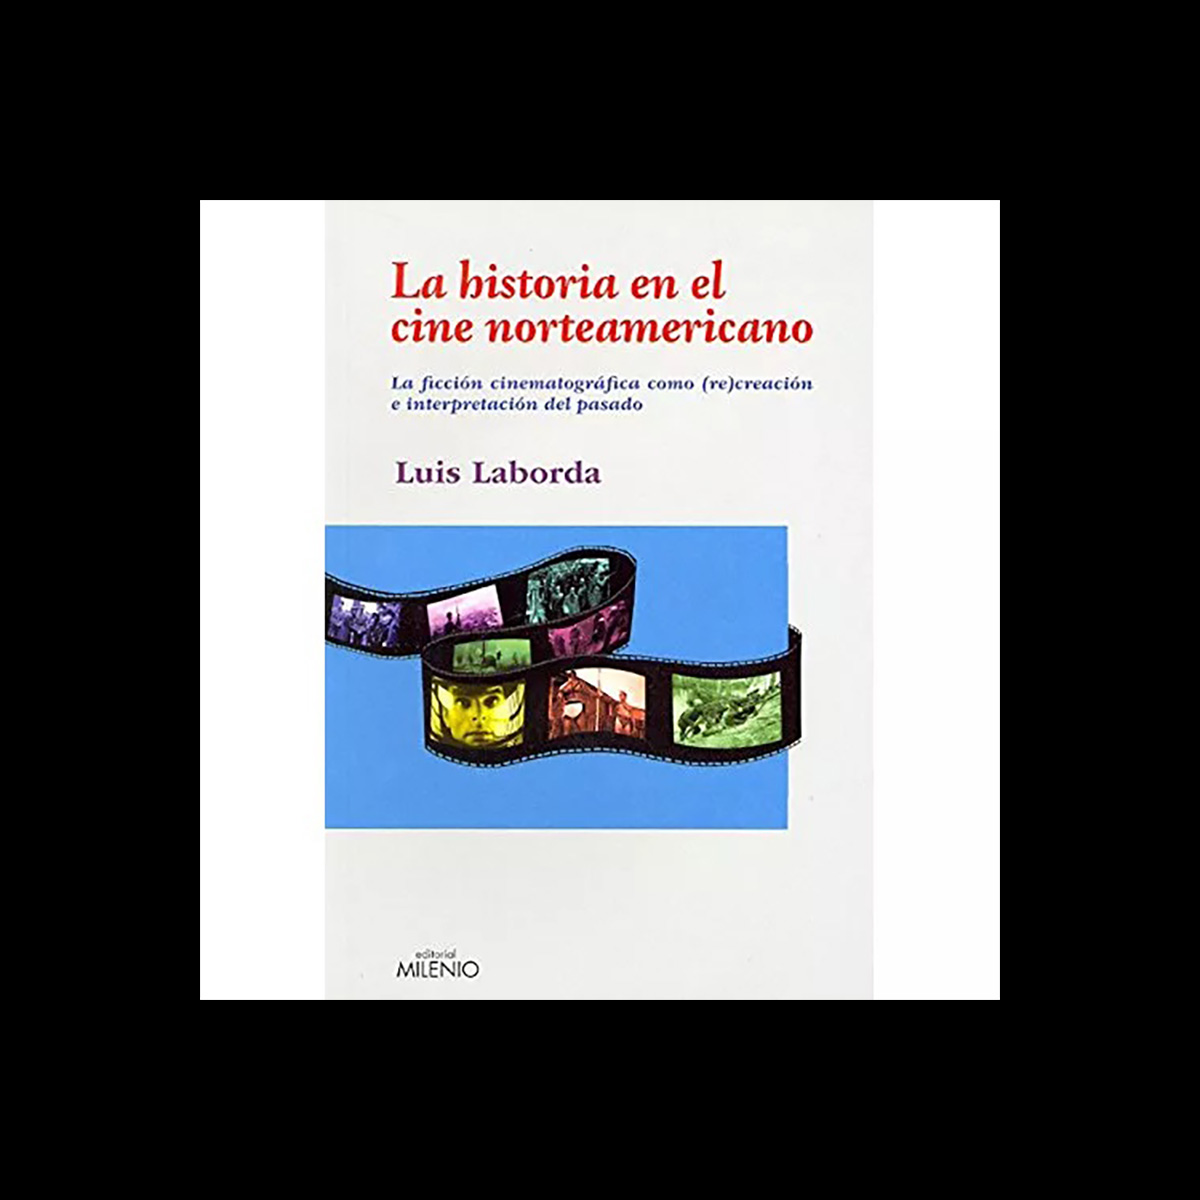 La historia en el
cine norteamericano
La ficción cinematográfica como (re)creación
e interpretación del pasado
Luis Laborda
editorial
MILENIO